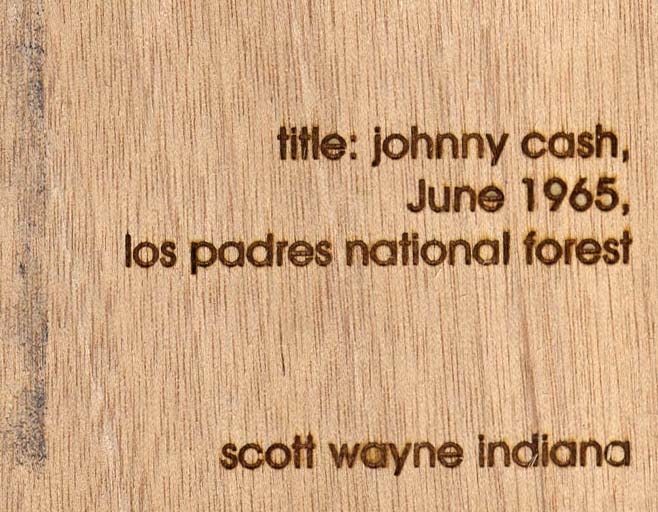 title: johnny cash,
June 1965,
los padres national forest
scott wayne indiana